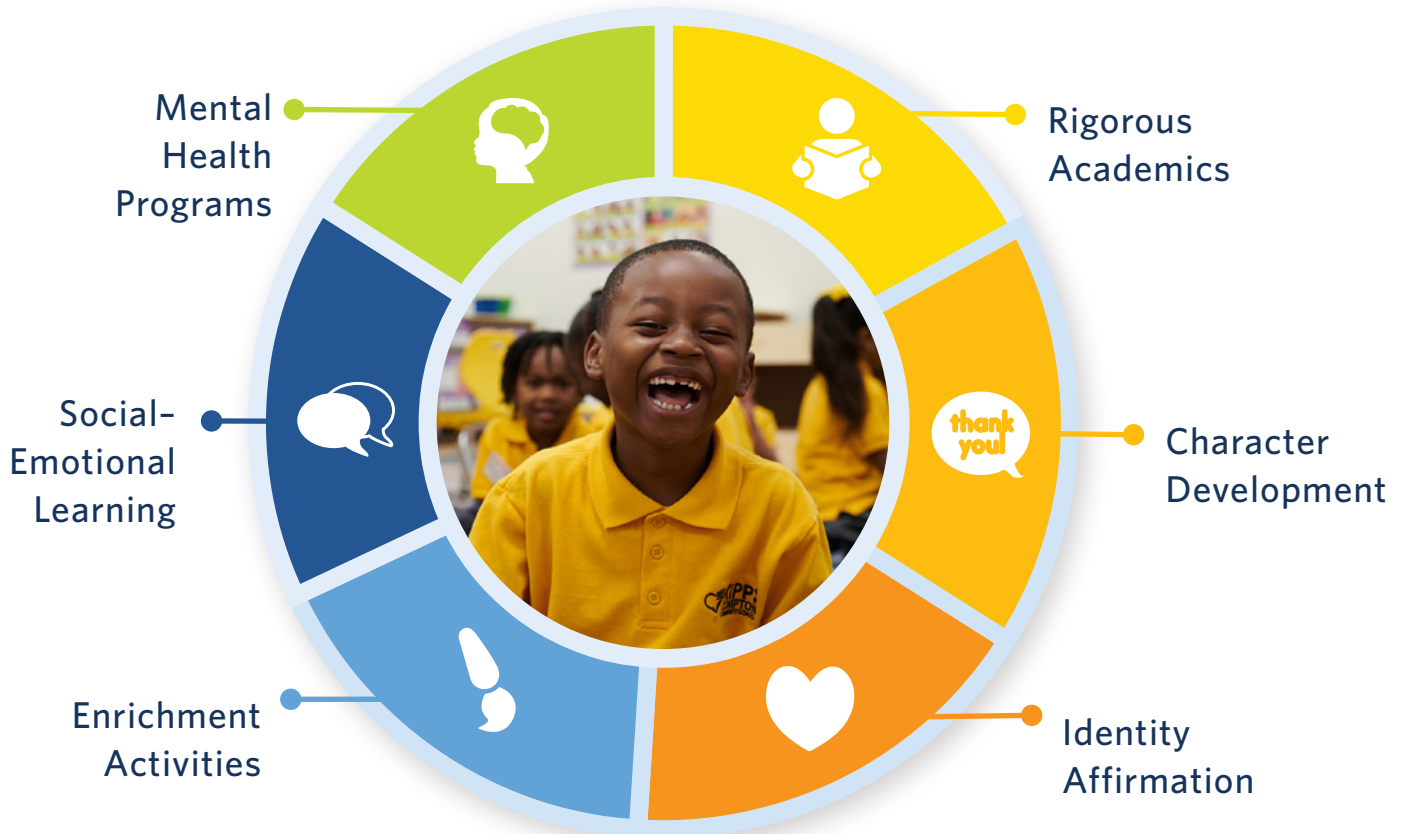 Mental
Health
Programs
Rigorous
Academics
Social–
Emotional
Learning
thank
you!
Character
Development
Enrichment
Activities
Identity
Affirmation